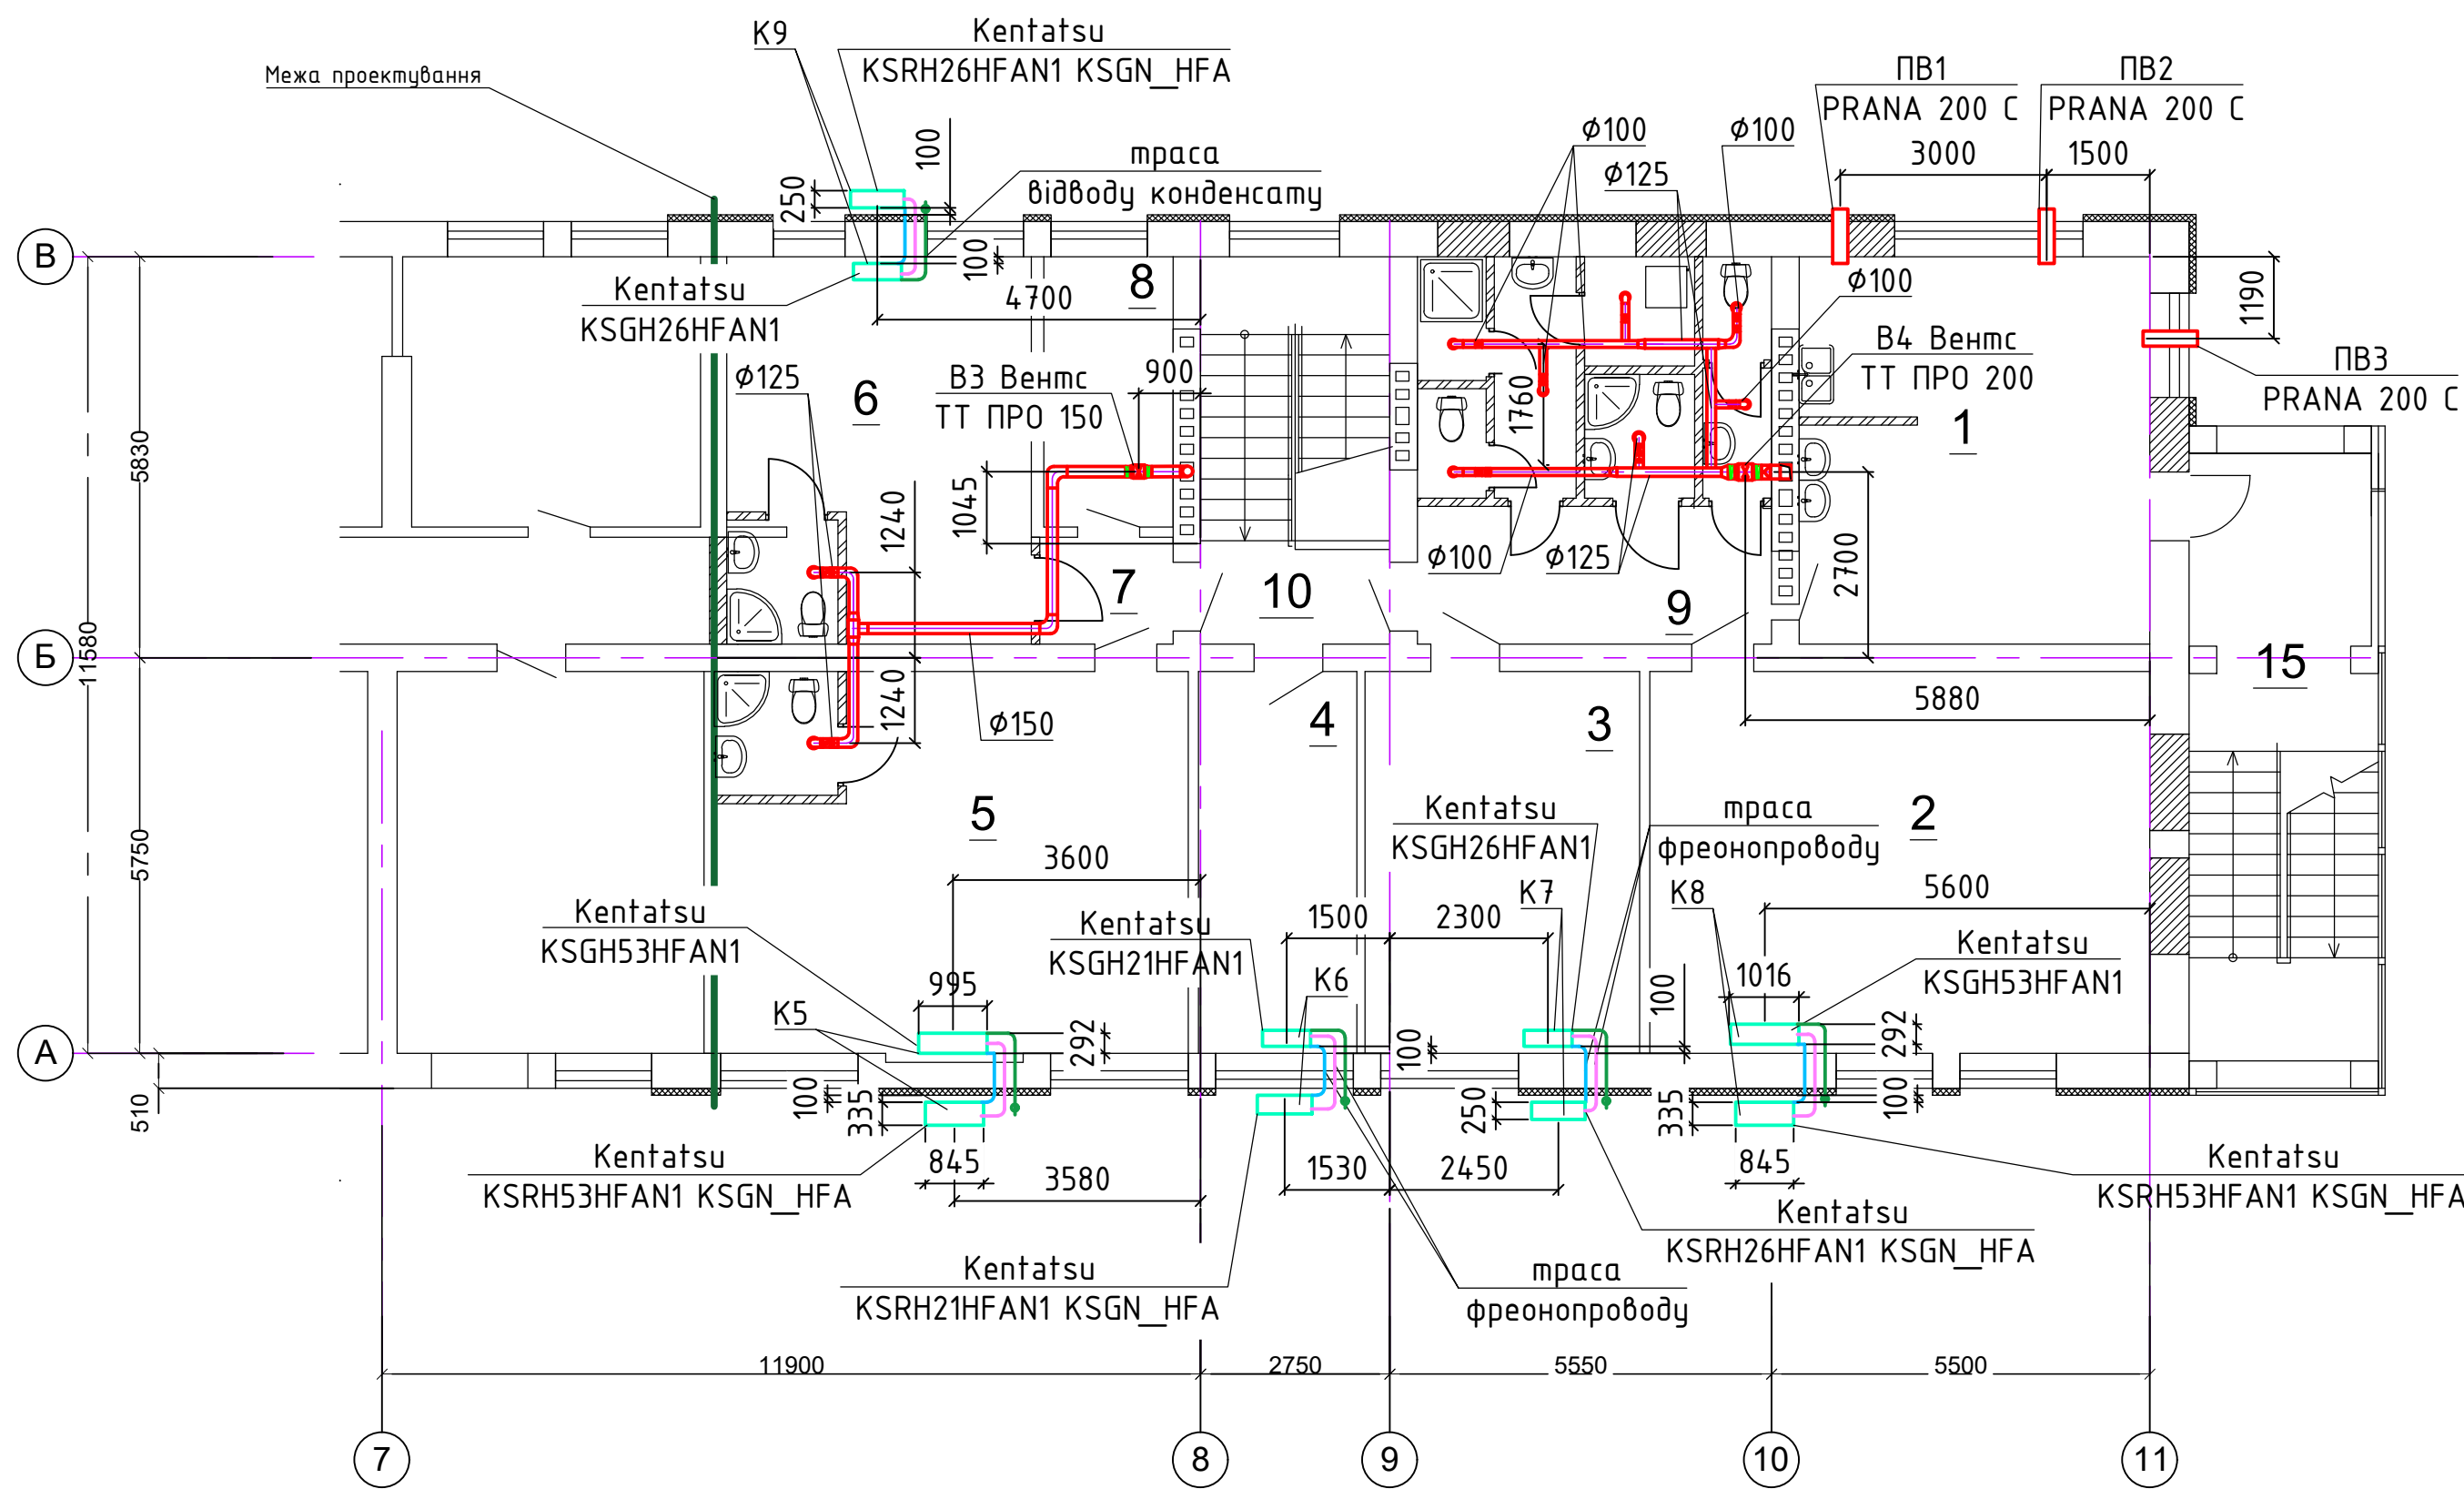 K9
Kentatsu
KSRH26HFAN1 KSGN_HFA
Межа проектування
ПВ1
PRANA 200 C
ПВ2
PRANA 200 C
3000
1500
ϕ100
ϕ100
ϕ125
100
250
траса
відводу конденсату
В
100
8
4700
ϕ100
1190
Kentatsu
KSGH26HFAN1
В4 Вентс
ТТ ПРО 200
ПВ3
PRANA 200 C
ϕ125
6
В3 Вентс
ТТ ПРО 150
900
1760
1
5830
1045
1240
ϕ100
ϕ125
2700
7
10
9
Б
11580
15
1240
ϕ150
5880
4
3
5
2
5750
3600
Kentatsu
KSGH26HFAN1
траса
фреонопроводу
K7
K8
5600
Kentatsu
KSGH53HFAN1
Kentatsu
KSGH21HFAN1
1500
2300
Kentatsu
KSGH53HFAN1
995
K6
1016
100
K5
292
100
292
А
510
100
335
250
335
100
Kentatsu
KSRH53HFAN1 KSGN_HFA
845
3580
1530
2450
845
Kentatsu
KSRH53HFAN1 KSGN_HFA
Kentatsu
KSRH26HFAN1 KSGN_HFA
Kentatsu
KSRH21HFAN1 KSGN_HFA
траса
фреонопроводу
11900
2750
5550
5500
7
8
9
10
11